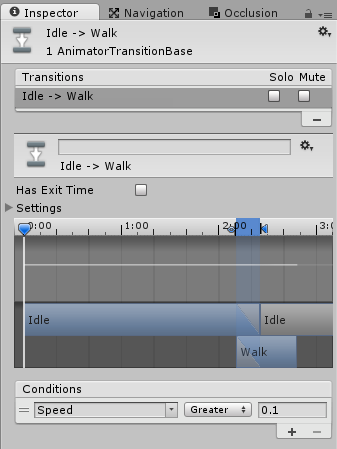 Inspector Navigation Occlusion
Idle -> Walk
1 AnimatorTransitionBase
Transitions Solo Mute
Idle -> Walk
Idle -> Walk
Has Exit Time
Settings
0:00 1:00 2:00 3:0
Idle Idle
Walk
Conditions
Speed Greater 0.1